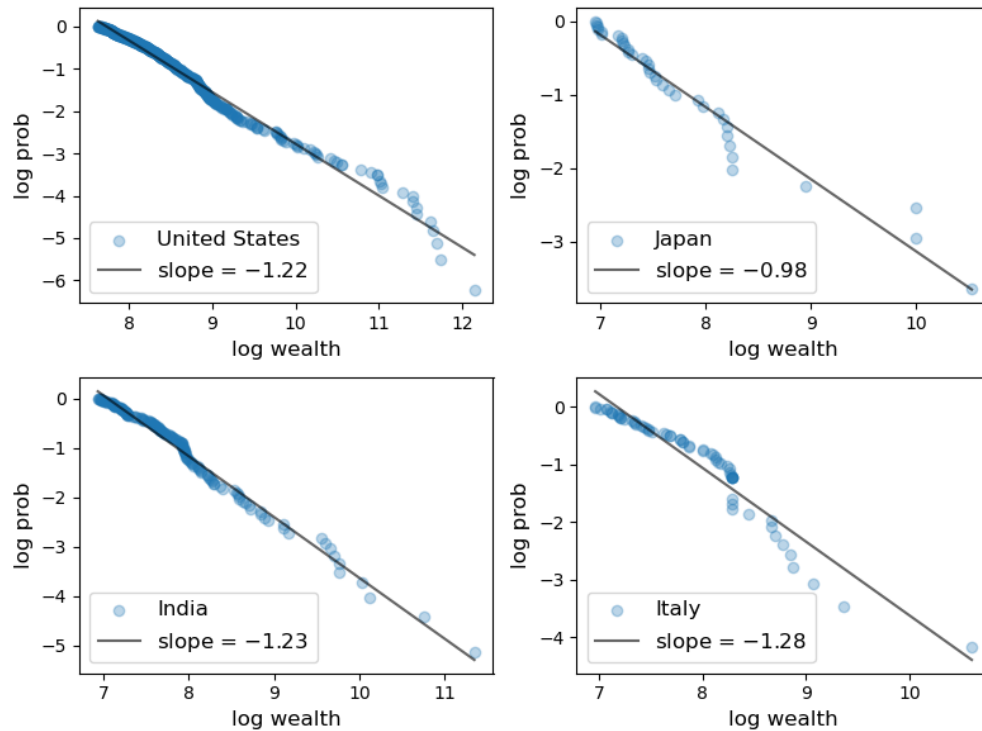 0
−1
−2
−3
−4
−5
−6
log prob
United States
slope = −1.22
8 9 10 11 12
log wealth
0
−1
−2
−3
log prob
Japan
slope = −0.98
7 8 9 10
log wealth
0
−1
−2
−3
−4
−5
log prob
India
slope = −1.23
7 8 9 10 11
log wealth
0
−1
−2
−3
−4
log prob
Italy
slope = −1.28
7 8 9 10
log wealth